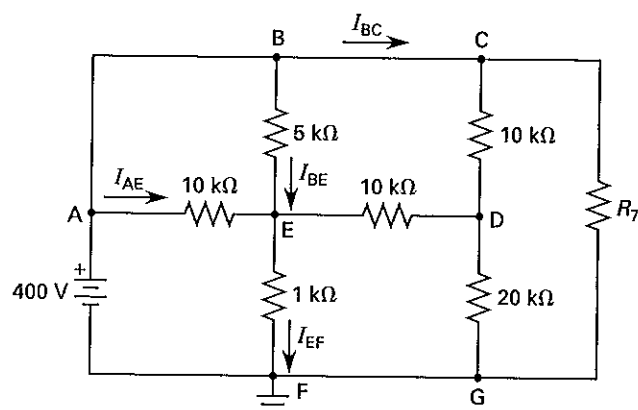 B
I_BC
C
5 kΩ
10 kΩ
I_AE
10 kΩ
I_BE
10 kΩ
A
E
D
R_7
+
400 V
1 kΩ
20 kΩ
I_EF
F
G